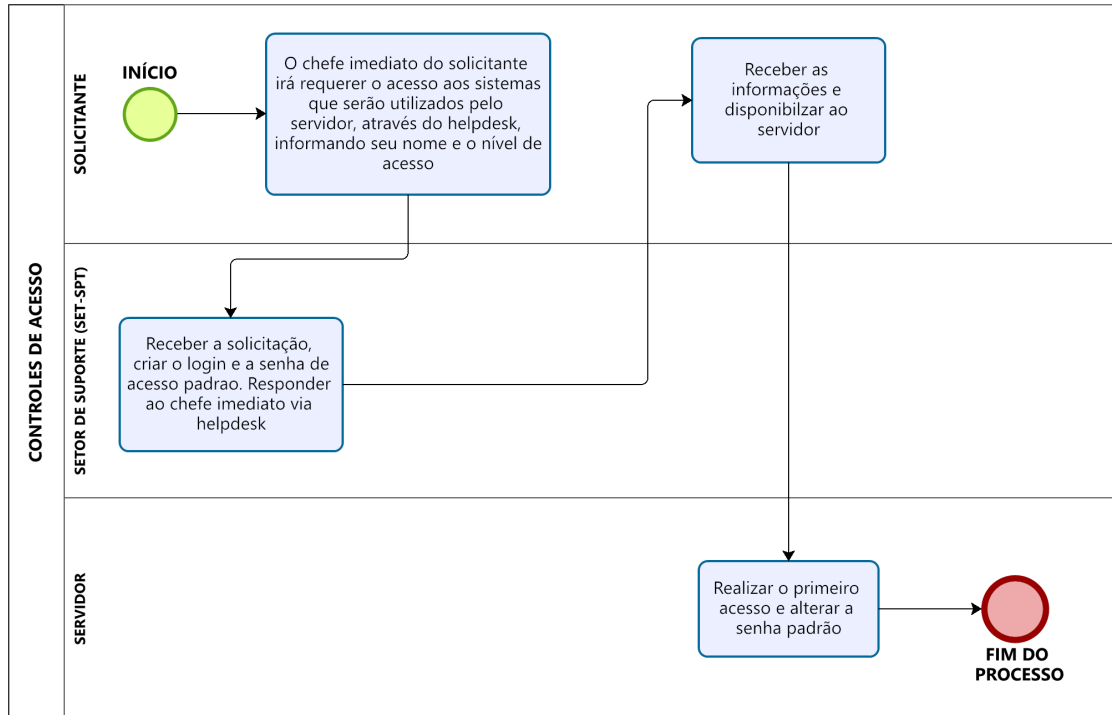 CONTROLES DE ACESSO
SOLICITANTE
INÍCIO
O chefe imediato do solicitante
irá requerer o acesso aos sistemas
que serão utilizados pelo
servidor, através do helpdesk,
informando seu nome e o nível de
acesso
Receber as
informações e
disponibilzar ao
servidor
SETOR DE SUPORTE (SET-SPT)
Receber a solicitação,
criar o login e a senha de
acesso padrao. Responder
ao chefe imediato via
helpdesk
SERVIDOR
Realizar o primeiro
acesso e alterar a
senha padrão
FIM DO
PROCESSO